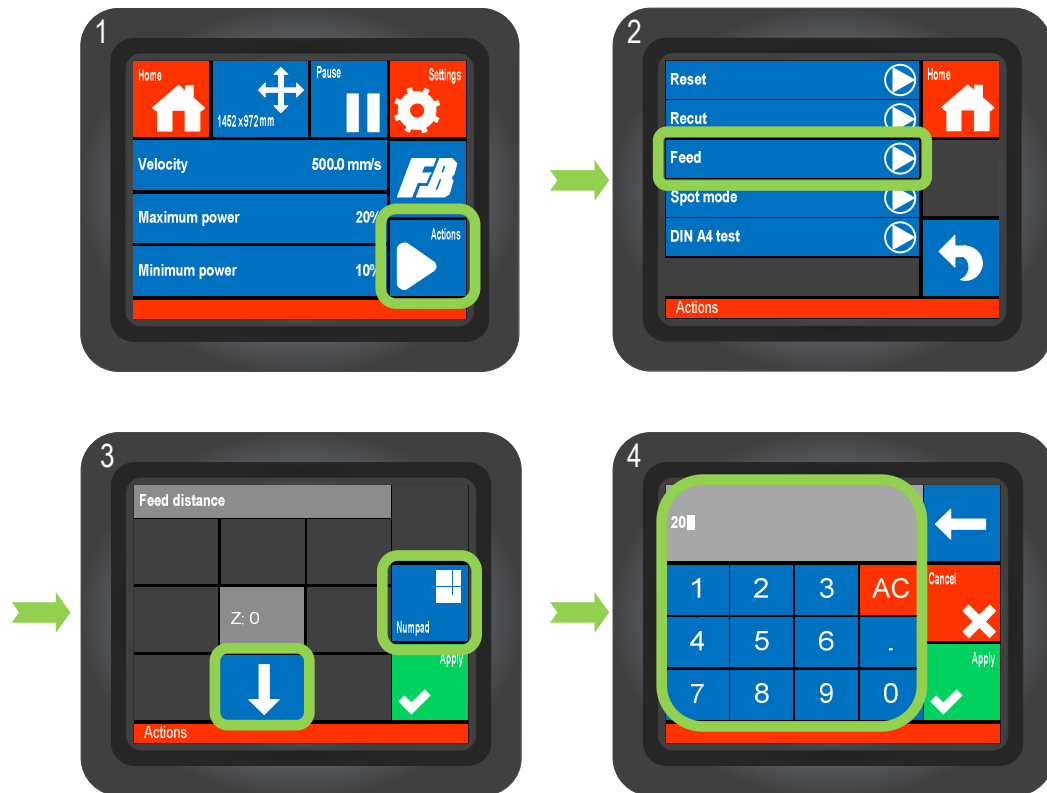 1
Home
1452 x972mm
Pause
Settings
Velocity 500.0 mm/s
FB
Maximum power 20%
Actions
Minimum power 10%
2
Reset
Home
Recut
Feed
Spot mode
DIN A4 test
Actions
3
Feed distance
Z: 0
Numpad
Apply
Actions
4
20
1 2 3 AC
Cancel
4 5 6 .
Apply
7 8 9 0